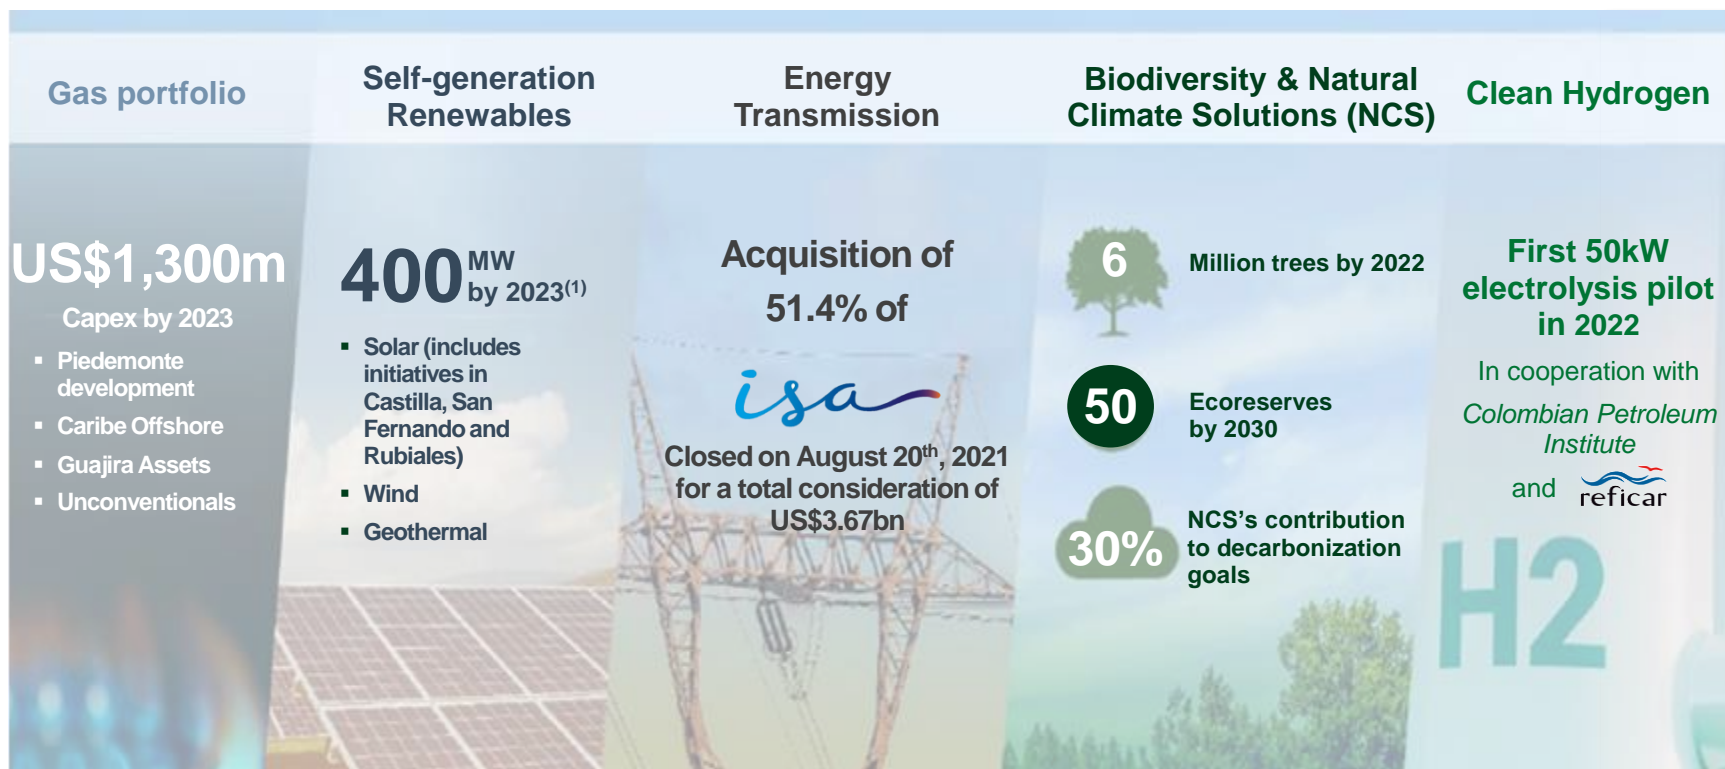 Gas portfolio
US$1,300m
Capex by 2023
▪ Piedemonte
development
▪ Caribe Offshore
▪ Guajira Assets
▪ Unconventionals
Self-generation
Renewables
400 MW
by 2023(1)
▪ Solar (includes
initiatives in
Castilla, San
Fernando and
Rubiales)
▪ Wind
▪ Geothermal
Energy
Transmission
Acquisition of
51.4% of
isa
Closed on August 20th, 2021
for a total consideration of
US$3.67bn
Biodiversity & Natural
Climate Solutions (NCS)
6
Million trees by 2022
50
Ecoreserves
by 2030
30%
NCS's contribution
to decarbonization
goals
Clean Hydrogen
First 50kW
electrolysis pilot
in 2022
In cooperation with
Colombian Petroleum
Institute
and reficar
H2